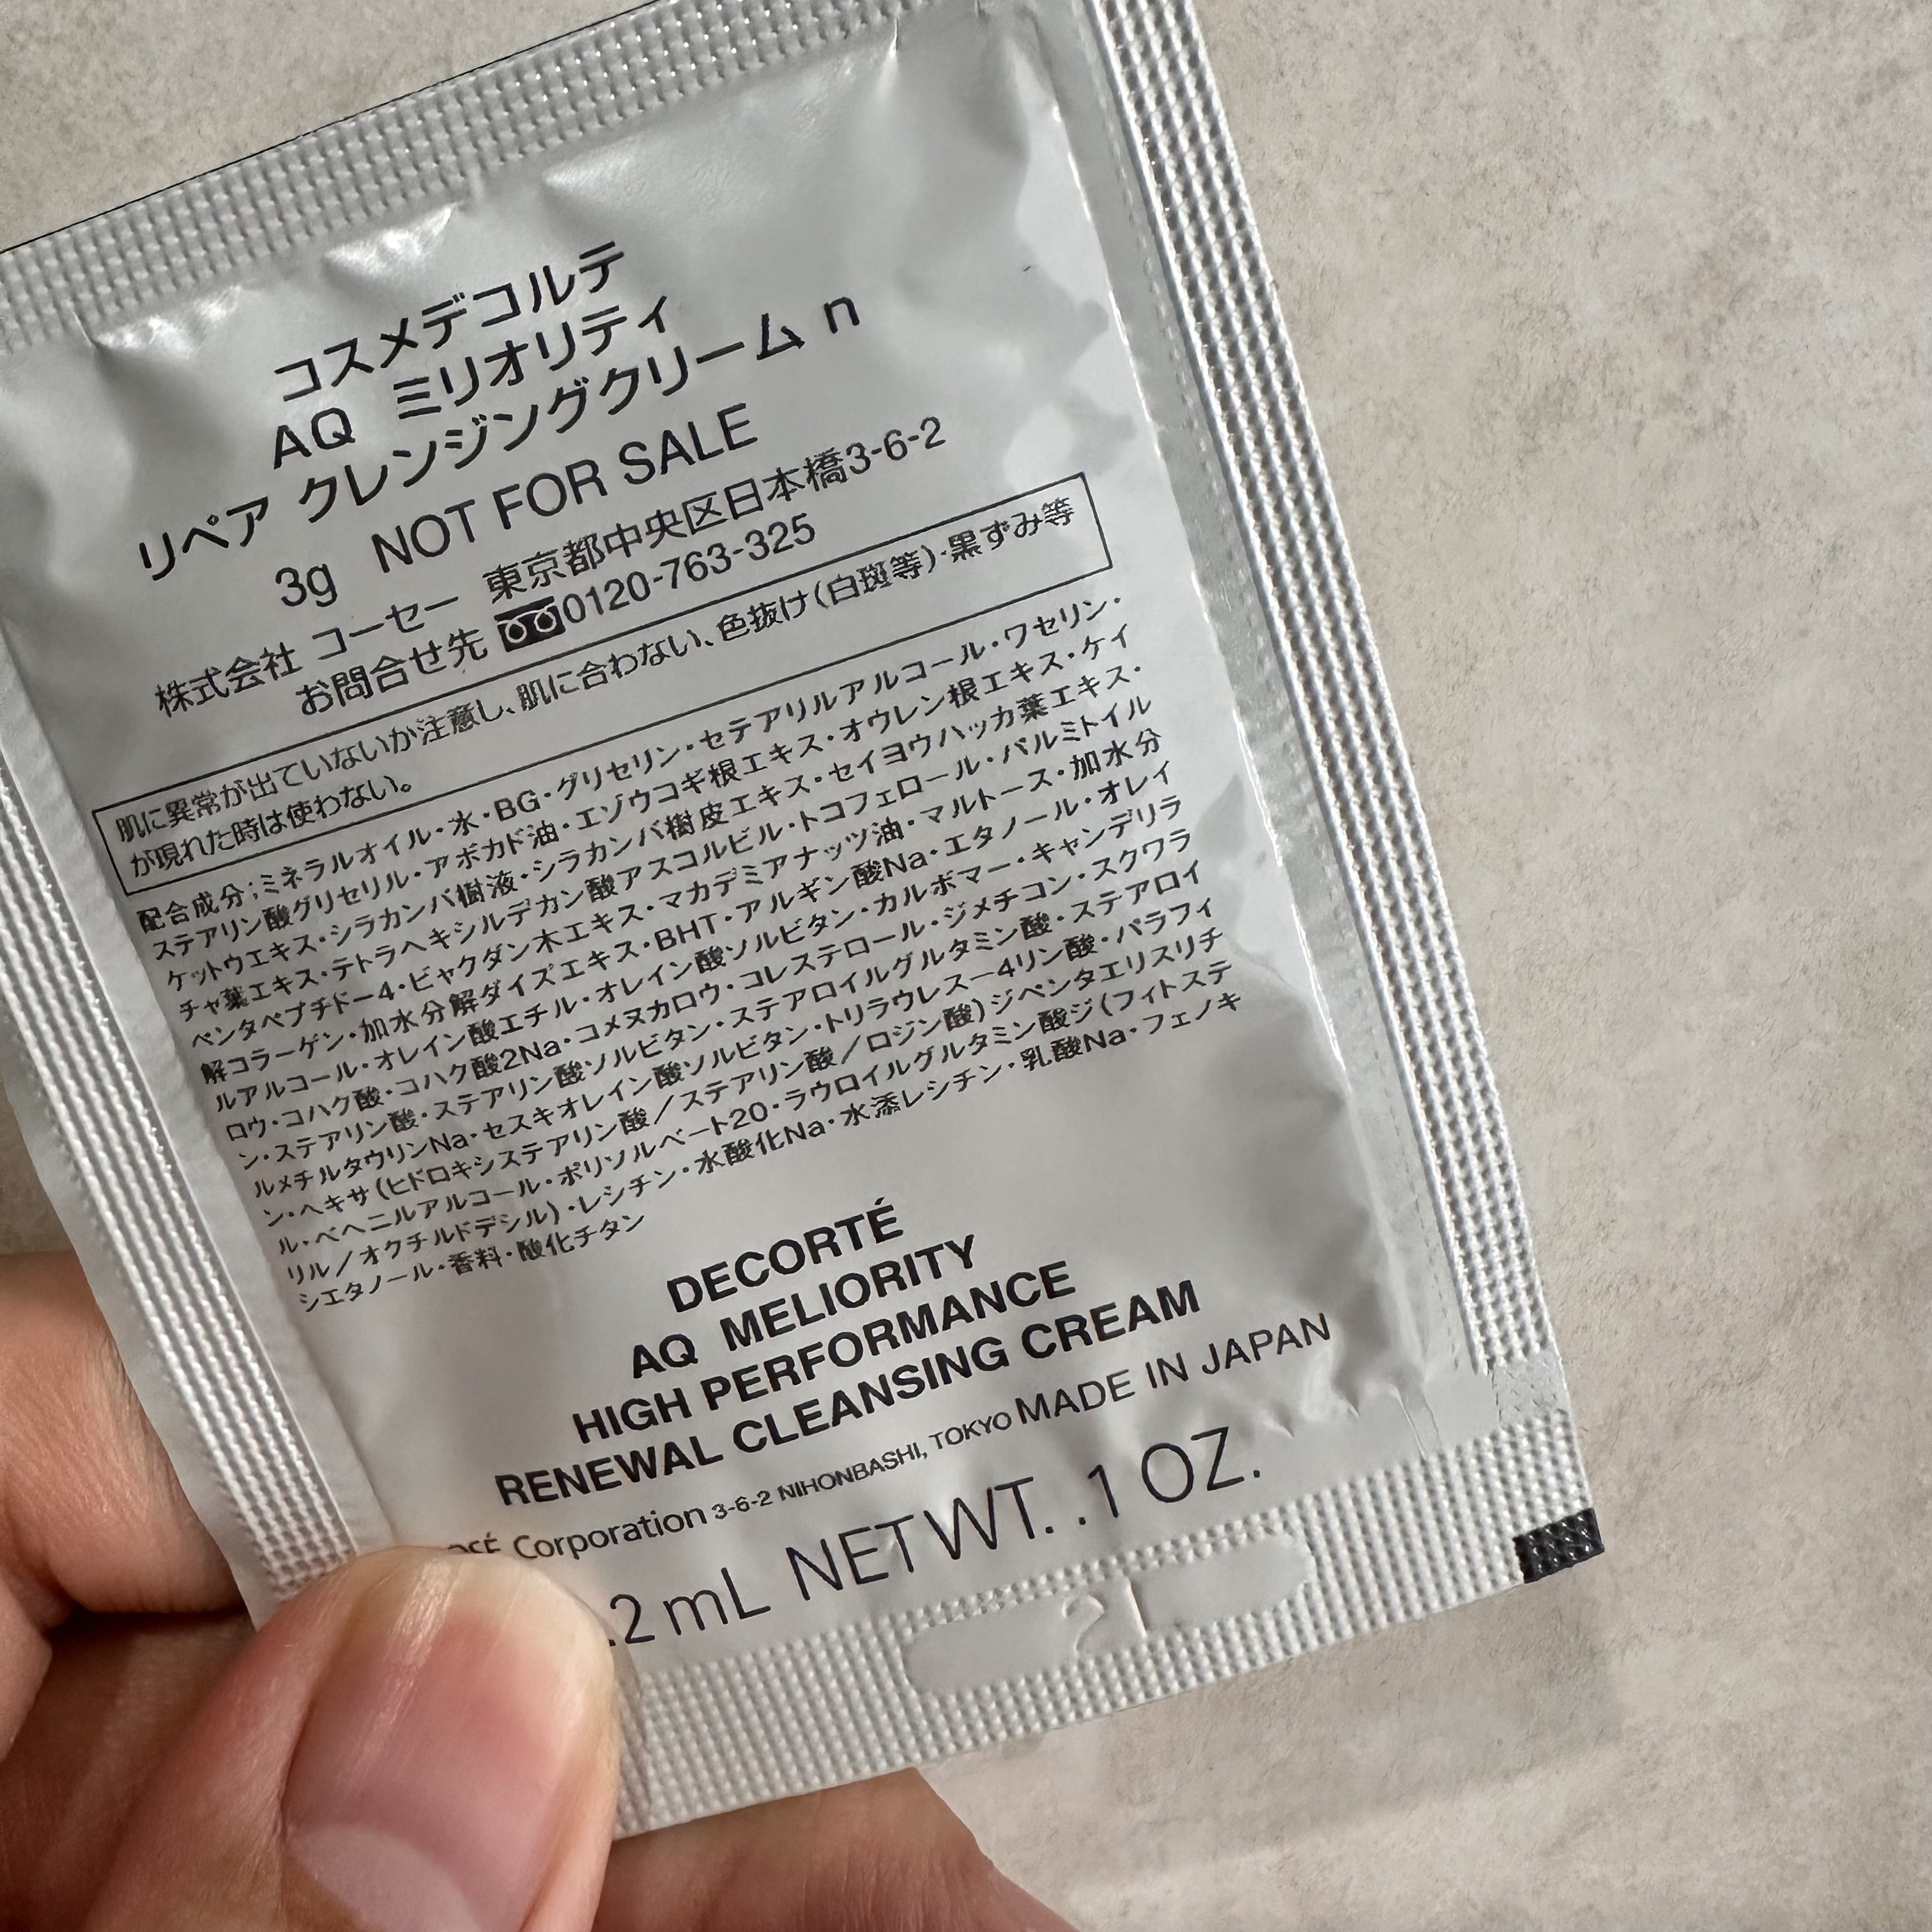 コスメデコルテ
AQ ミリオリティ
リペア クレンジングクリーム n
3g NOT FOR SALE
株式会社 コーセー 東京都中央区日本橋3-6-2
お問合せ先 0120-763-325
肌に異常が出ていないか注意し、肌に合わない、色抜け(白斑等)・黒ずみ等
が現れた時は使わない。
配合成分;ミネラルオイル・水・BG・グリセリン・セテアリルアルコール・ワセリン・
ステアリン酸グリセリル・アボカド油・エゾウコギ根エキス・オウレン根エキス・ケイ
ケットウエキス・シラカンバ樹液・シラカンバ樹皮エキス・セイヨウハッカ葉エキス・
チャ葉エキス・テトラヘキシルデカン酸アスコルビル・トコフェロール・パルミトイル
ペンタペプチド-4・ビャクダン木エキス・マカデミアナッツ油・マルトース・加水分
解コラーゲン・加水分解ダイズエキス・BHT・アルギン酸Na・エタノール・オレイ
ルアルコール・オレイン酸エチル・オレイン酸ソルビタン・カルボマー・キャンデリラ
ロウ・コハク酸・コハク酸2Na・コメヌカロウ・コレステロール・ジメチコン・スクワラ
ン・ステアリン酸・ステアリン酸ソルビタン・ステアロイルグルタミン酸・ステアロイ
ルメチルタウリンNa・セスキオレイン酸ソルビタン・トリラウレス-4リン酸・パラフィ
ン・ヘキサ(ヒドロキシステアリン酸/ステアリン酸/ロジン酸)ジペンタエリスリチ
ル・ベヘニルアルコール・ポリソルベート20・ラウロイルグルタミン酸ジ(フィトステ
リル/オクチルドデシル)・レシチン・水酸化Na・水添レシチン・乳酸Na・フェノキ
シエタノール・香料・酸化チタン
DECORTÉ
AQ MELIORITY
HIGH PERFORMANCE
RENEWAL CLEANSING CREAM
Corporation 3-6-2 NIHONBASHI, TOKYO MADE IN JAPAN
.2 mL NET WT. .1 OZ.
21